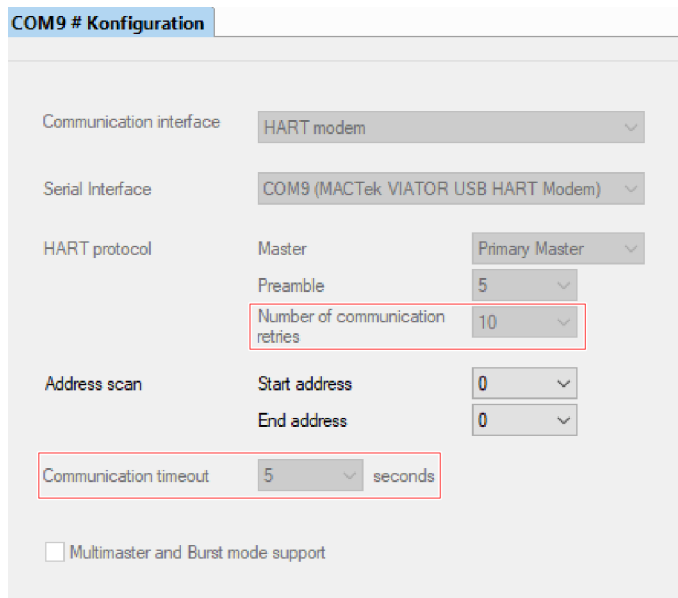 COM9 # Konfiguration
Communication interface HART modem
Serial Interface COM9 (MACTek VIATOR USB HART Modem)
HART protocol Master Primary Master
Preamble 5
Number of communication retries 10
Address scan Start address 0
End address 0
Communication timeout 5 seconds
Multimaster and Burst mode support